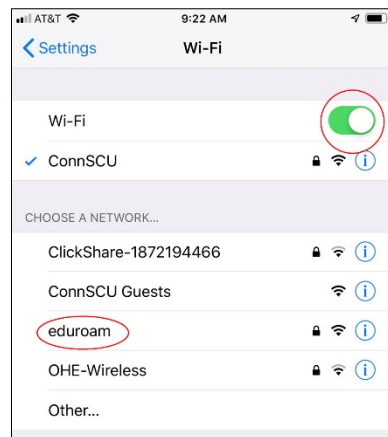 AT&T 9:22 AM
Settings Wi-Fi
Wi-Fi
ConnSCU
CHOOSE A NETWORK...
ClickShare-1872194466
ConnSCU Guests
eduroam
OHE-Wireless
Other...